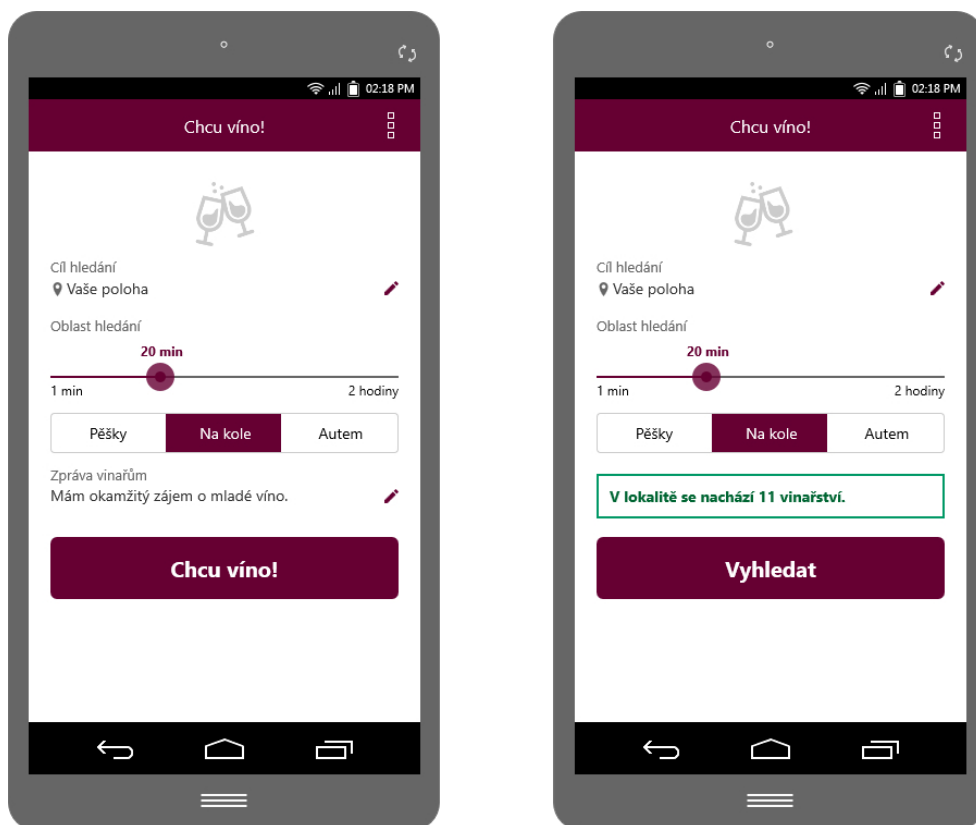 02:18 PM
Chcu víno!
Cíl hledání
Vaše poloha
Oblast hledání
20 min
1 min 2 hodiny
Pěšky Na kole Autem
Zpráva vinařům
Mám okamžitý zájem o mladé víno.
Chcu víno!
02:18 PM
Chcu víno!
Cíl hledání
Vaše poloha
Oblast hledání
20 min
1 min 2 hodiny
Pěšky Na kole Autem
V lokalitě se nachází 11 vinařství.
Vyhledat